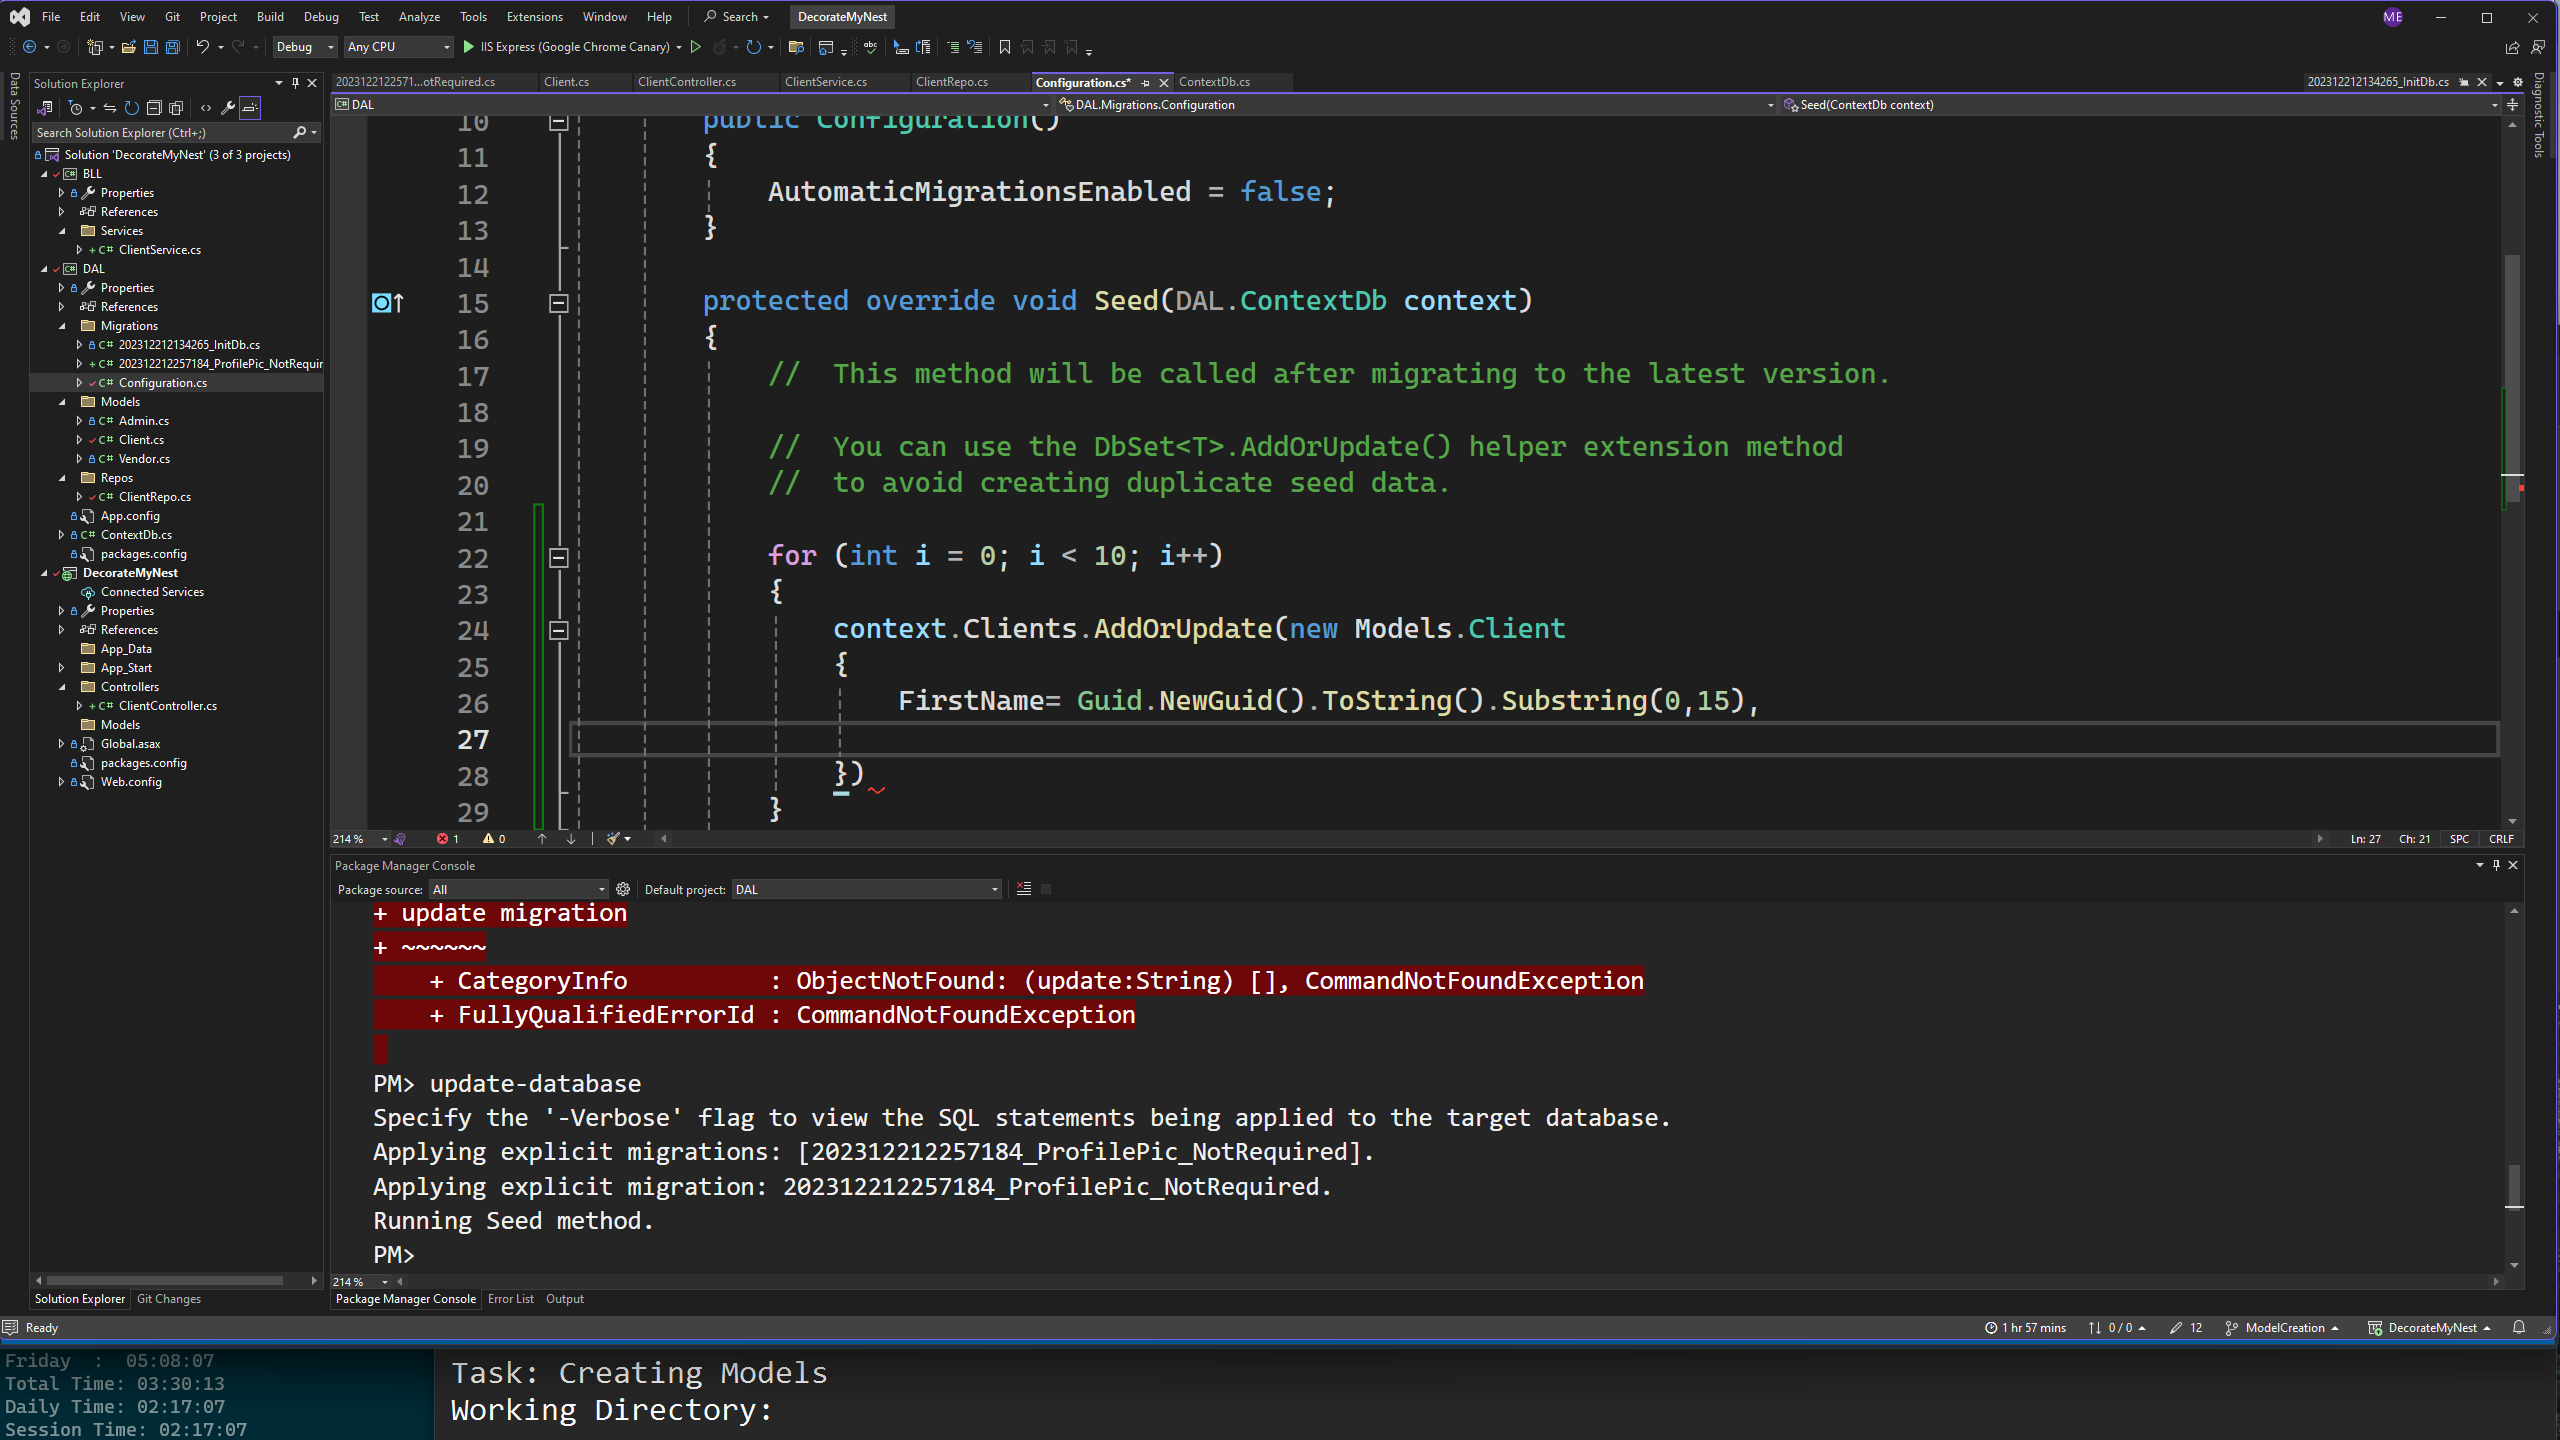 File Edit View Git Project Build Debug Test Analyze Tools Extensions Window Help Search DecorateMyNest ME
Debug Any CPU IIS Express (Google Chrome Canary)
Data Sources
Solution Explorer
Search Solution Explorer (Ctrl+;)
Solution 'DecorateMyNest' (3 of 3 projects)
BLL
Properties
References
Services
C# ClientService.cs
DAL
Properties
References
Migrations
C# 202312212134265_InitDb.cs
C# 202312212257184_ProfilePic_NotRequir
C# Configuration.cs
Models
C# Admin.cs
C# Client.cs
C# Vendor.cs
Repos
C# ClientRepo.cs
App.config
C# ContextDb.cs
packages.config
DecorateMyNest
Connected Services
Properties
References
App_Data
App_Start
Controllers
C# ClientController.cs
Models
Global.asax
packages.config
Web.config
Solution Explorer Git Changes
2023122122571...otRequired.cs Client.cs ClientController.cs ClientService.cs ClientRepo.cs Configuration.cs* ContextDb.cs 202312212134265_InitDb.cs
DAL DAL.Migrations.Configuration Seed(ContextDb context)
Diagnostic Tools
10 public Configuration()
11 {
12 AutomaticMigrationsEnabled = false;
13 }
14
15 protected override void Seed(DAL.ContextDb context)
16 {
17 //  This method will be called after migrating to the latest version.
18
19 //  You can use the DbSet<T>.AddOrUpdate() helper extension method
20 //  to avoid creating duplicate seed data.
21
22 for (int i = 0; i < 10; i++)
23 {
24 context.Clients.AddOrUpdate(new Models.Client
25 {
26 FirstName= Guid.NewGuid().ToString().Substring(0,15),
27
28 })
29 }
214 % 1 0 Ln: 27 Ch: 21 SPC CRLF
Package Manager Console
Package source: All Default project: DAL
+ update migration
+ ~~~~~~
+ CategoryInfo          : ObjectNotFound: (update:String) [], CommandNotFoundException
+ FullyQualifiedErrorId : CommandNotFoundException
PM> update-database
Specify the '-Verbose' flag to view the SQL statements being applied to the target database.
Applying explicit migrations: [202312212257184_ProfilePic_NotRequired].
Applying explicit migration: 202312212257184_ProfilePic_NotRequired.
Running Seed method.
PM>
214 %
Package Manager Console Error List Output
Ready 1 hr 57 mins 0 / 0 12 ModelCreation DecorateMyNest
Friday  :  05:08:07
Total Time: 03:30:13
Daily Time: 02:17:07
Session Time: 02:17:07
Task: Creating Models
Working Directory: